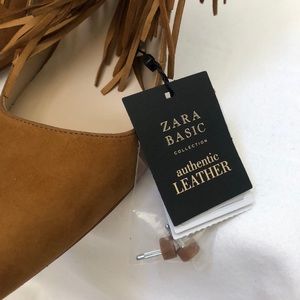 ZARA
BASIC
COLLECTION
authentic
LEATHER